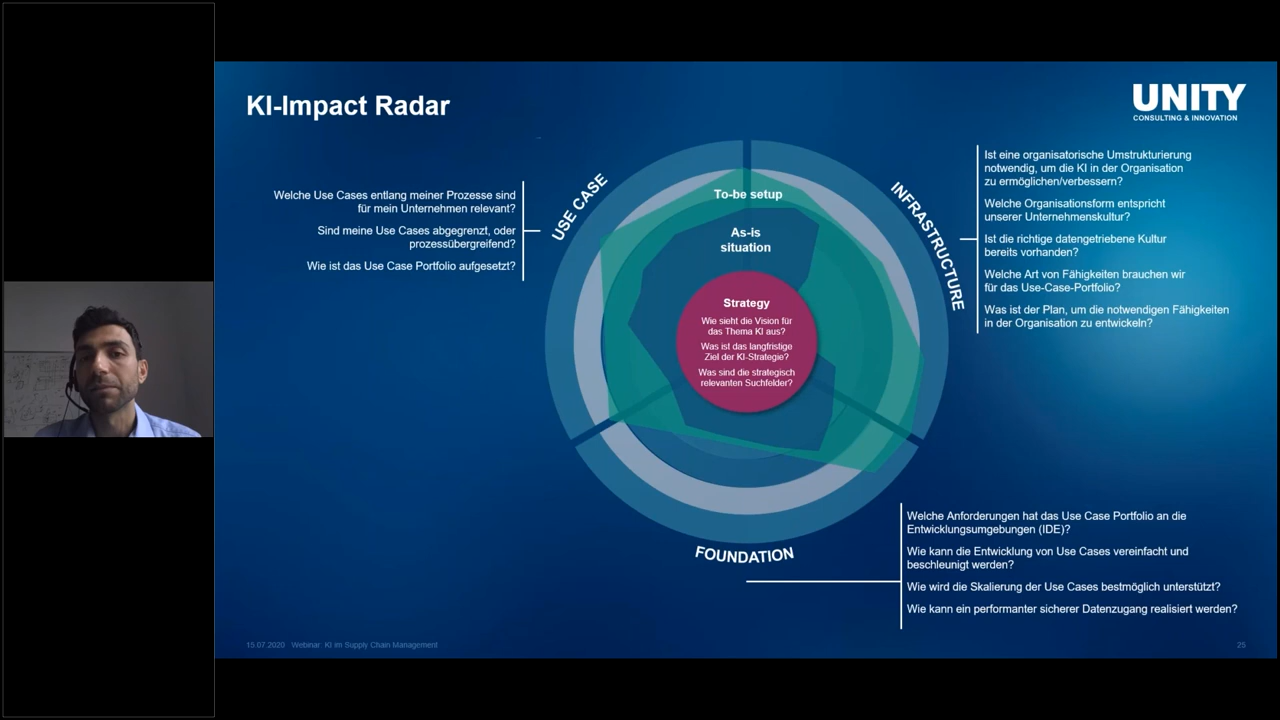 KI-Impact Radar
UNITY
CONSULTING & INNOVATION
USE CASE
Welche Use Cases entlang meiner Prozesse sind
für mein Unternehmen relevant?
Sind meine Use Cases abgegrenzt, oder
prozessübergreifend?
Wie ist das Use Case Portfolio aufgesetzt?
To-be setup
As-is
situation
Strategy
Wie sieht die Vision für
das Thema KI aus?
Was ist das langfristige
Ziel der KI-Strategie?
Was sind die strategisch
relevanten Suchfelder?
INFRASTRUCTURE
Ist eine organisatorische Umstrukturierung
notwendig, um die KI in der Organisation
zu ermöglichen/verbessern?
Welche Organisationsform entspricht
unserer Unternehmenskultur?
Ist die richtige datengetriebene Kultur
bereits vorhanden?
Welche Art von Fähigkeiten brauchen wir
für das Use-Case-Portfolio?
Was ist der Plan, um die notwendigen Fähigkeiten
in der Organisation zu entwickeln?
FOUNDATION
Welche Anforderungen hat das Use Case Portfolio an die
Entwicklungsumgebungen (IDE)?
Wie kann die Entwicklung von Use Cases vereinfacht und
beschleunigt werden?
Wie wird die Skalierung der Use Cases bestmöglich unterstützt?
Wie kann ein performanter sicherer Datenzugang realisiert werden?
15.07.2020 Webinar KI im Supply Chain Management
25